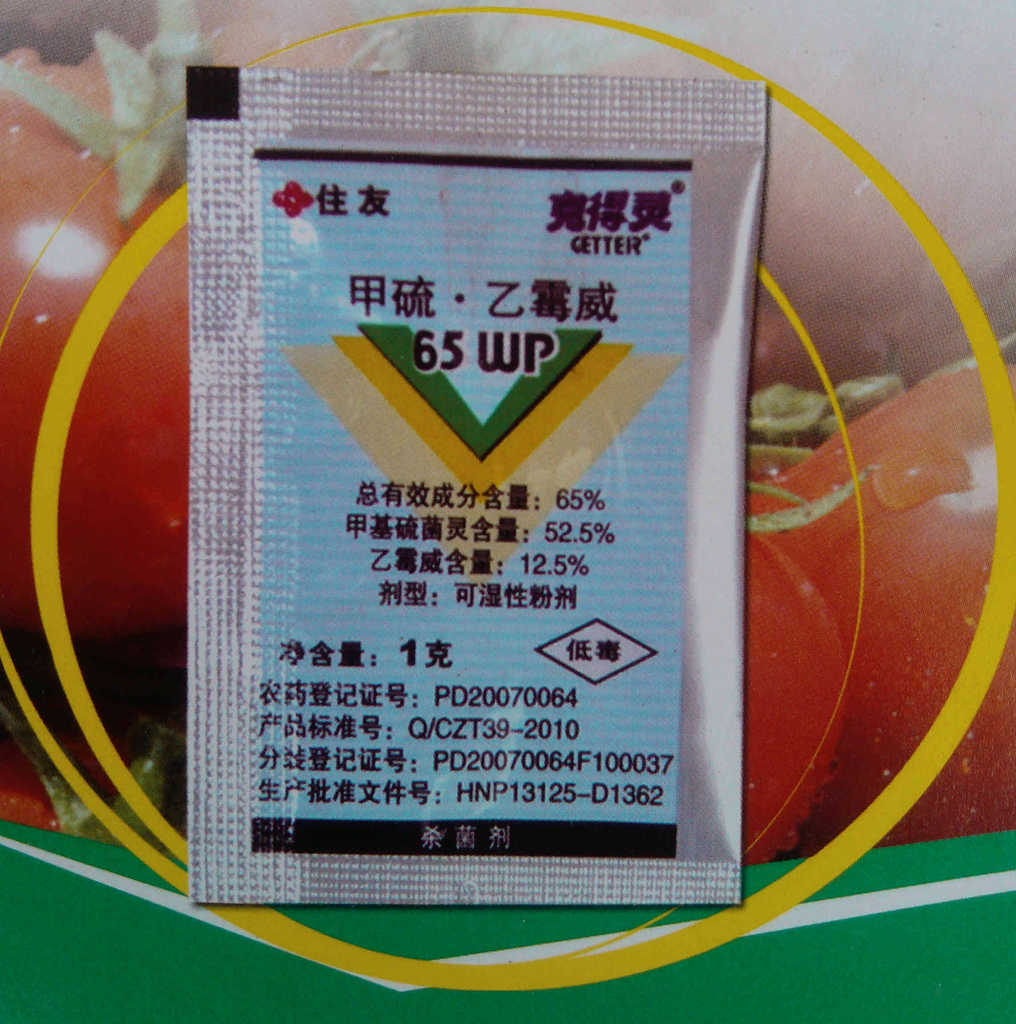 住友
克得灵®
GETTER®
甲硫·乙霉威
65 WP
总有效成分含量：65%
甲基硫菌灵含量：52.5%
乙霉威含量：12.5%
剂型：可湿性粉剂
净含量：1克
低毒
农药登记证号：PD20070064
产品标准号：Q/CZT39-2010
分装登记证号：PD20070064F100037
生产批准文件号：HNP13125-D1362
杀菌剂